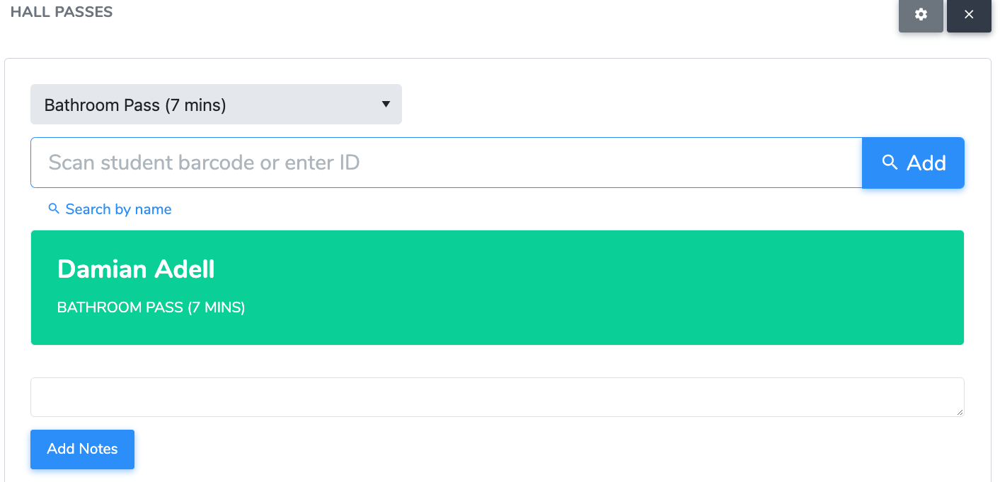 HALL PASSES
Bathroom Pass (7 mins)
Scan student barcode or enter ID
Add
Search by name
Damian Adell
BATHROOM PASS (7 MINS)
Add Notes